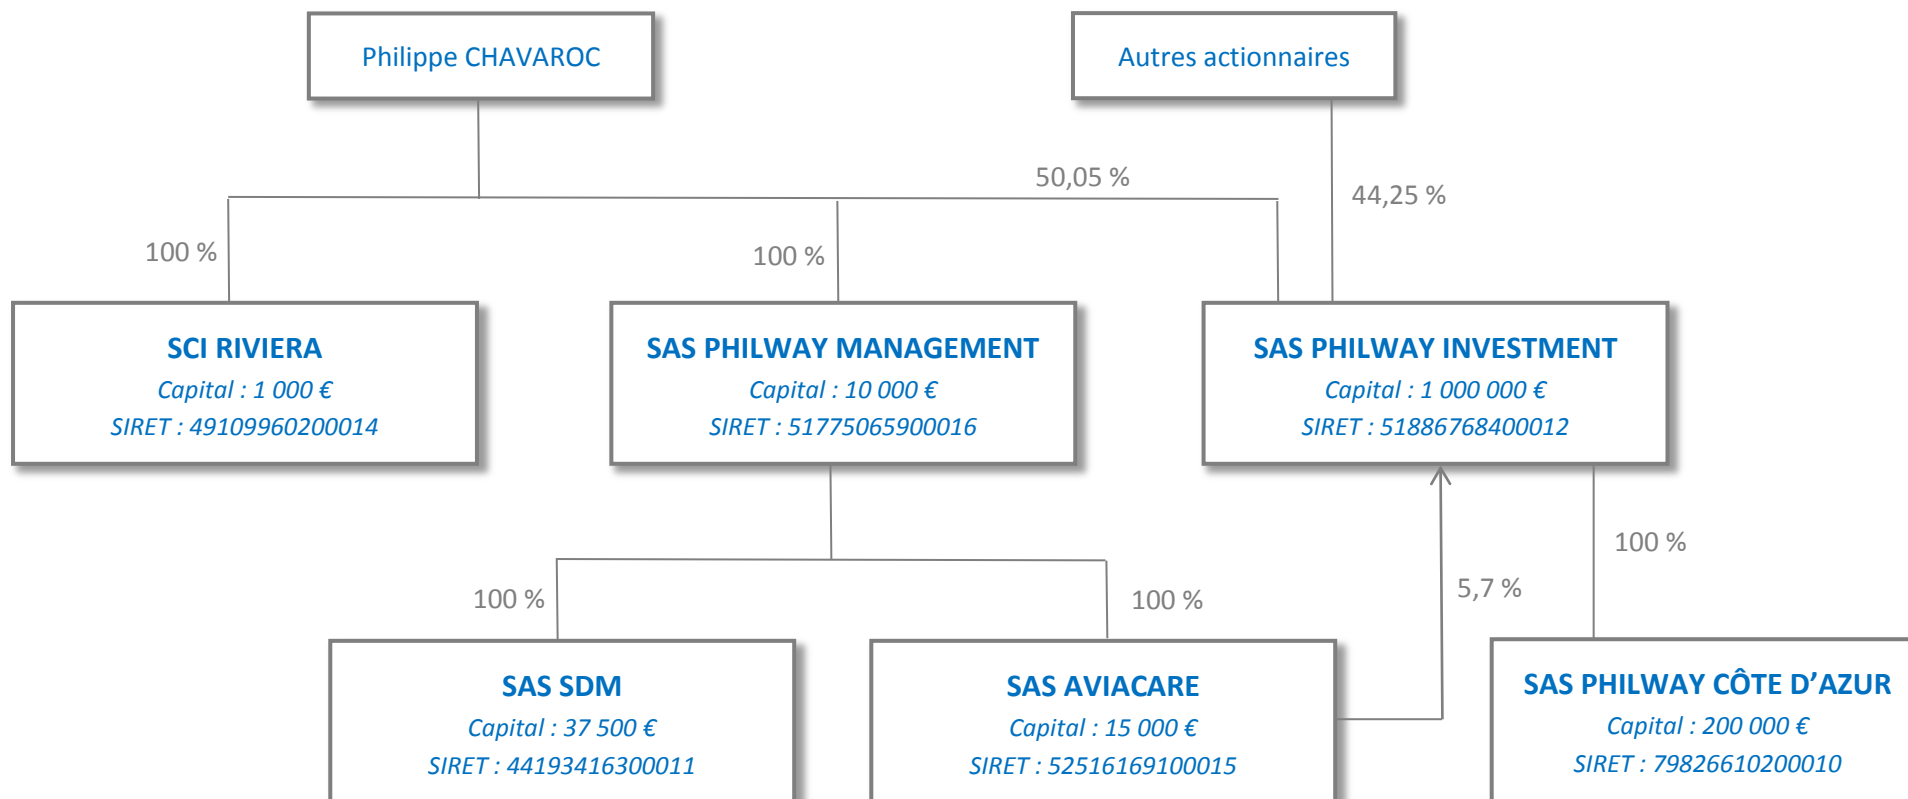 Philippe CHAVAROC
Autres actionnaires
50,05 %
44,25 %
100 %
100 %
SCI RIVIERA
Capital : 1 000 €
SIRET : 49109960200014
SAS PHILWAY MANAGEMENT
Capital : 10 000 €
SIRET : 51775065900016
SAS PHILWAY INVESTMENT
Capital : 1 000 000 €
SIRET : 51886768400012
100 %
100 %
5,7 %
100 %
SAS SDM
Capital : 37 500 €
SIRET : 44193416300011
SAS AVIACARE
Capital : 15 000 €
SIRET : 52516169100015
SAS PHILWAY CÔTE D’AZUR
Capital : 200 000 €
SIRET : 79826610200010